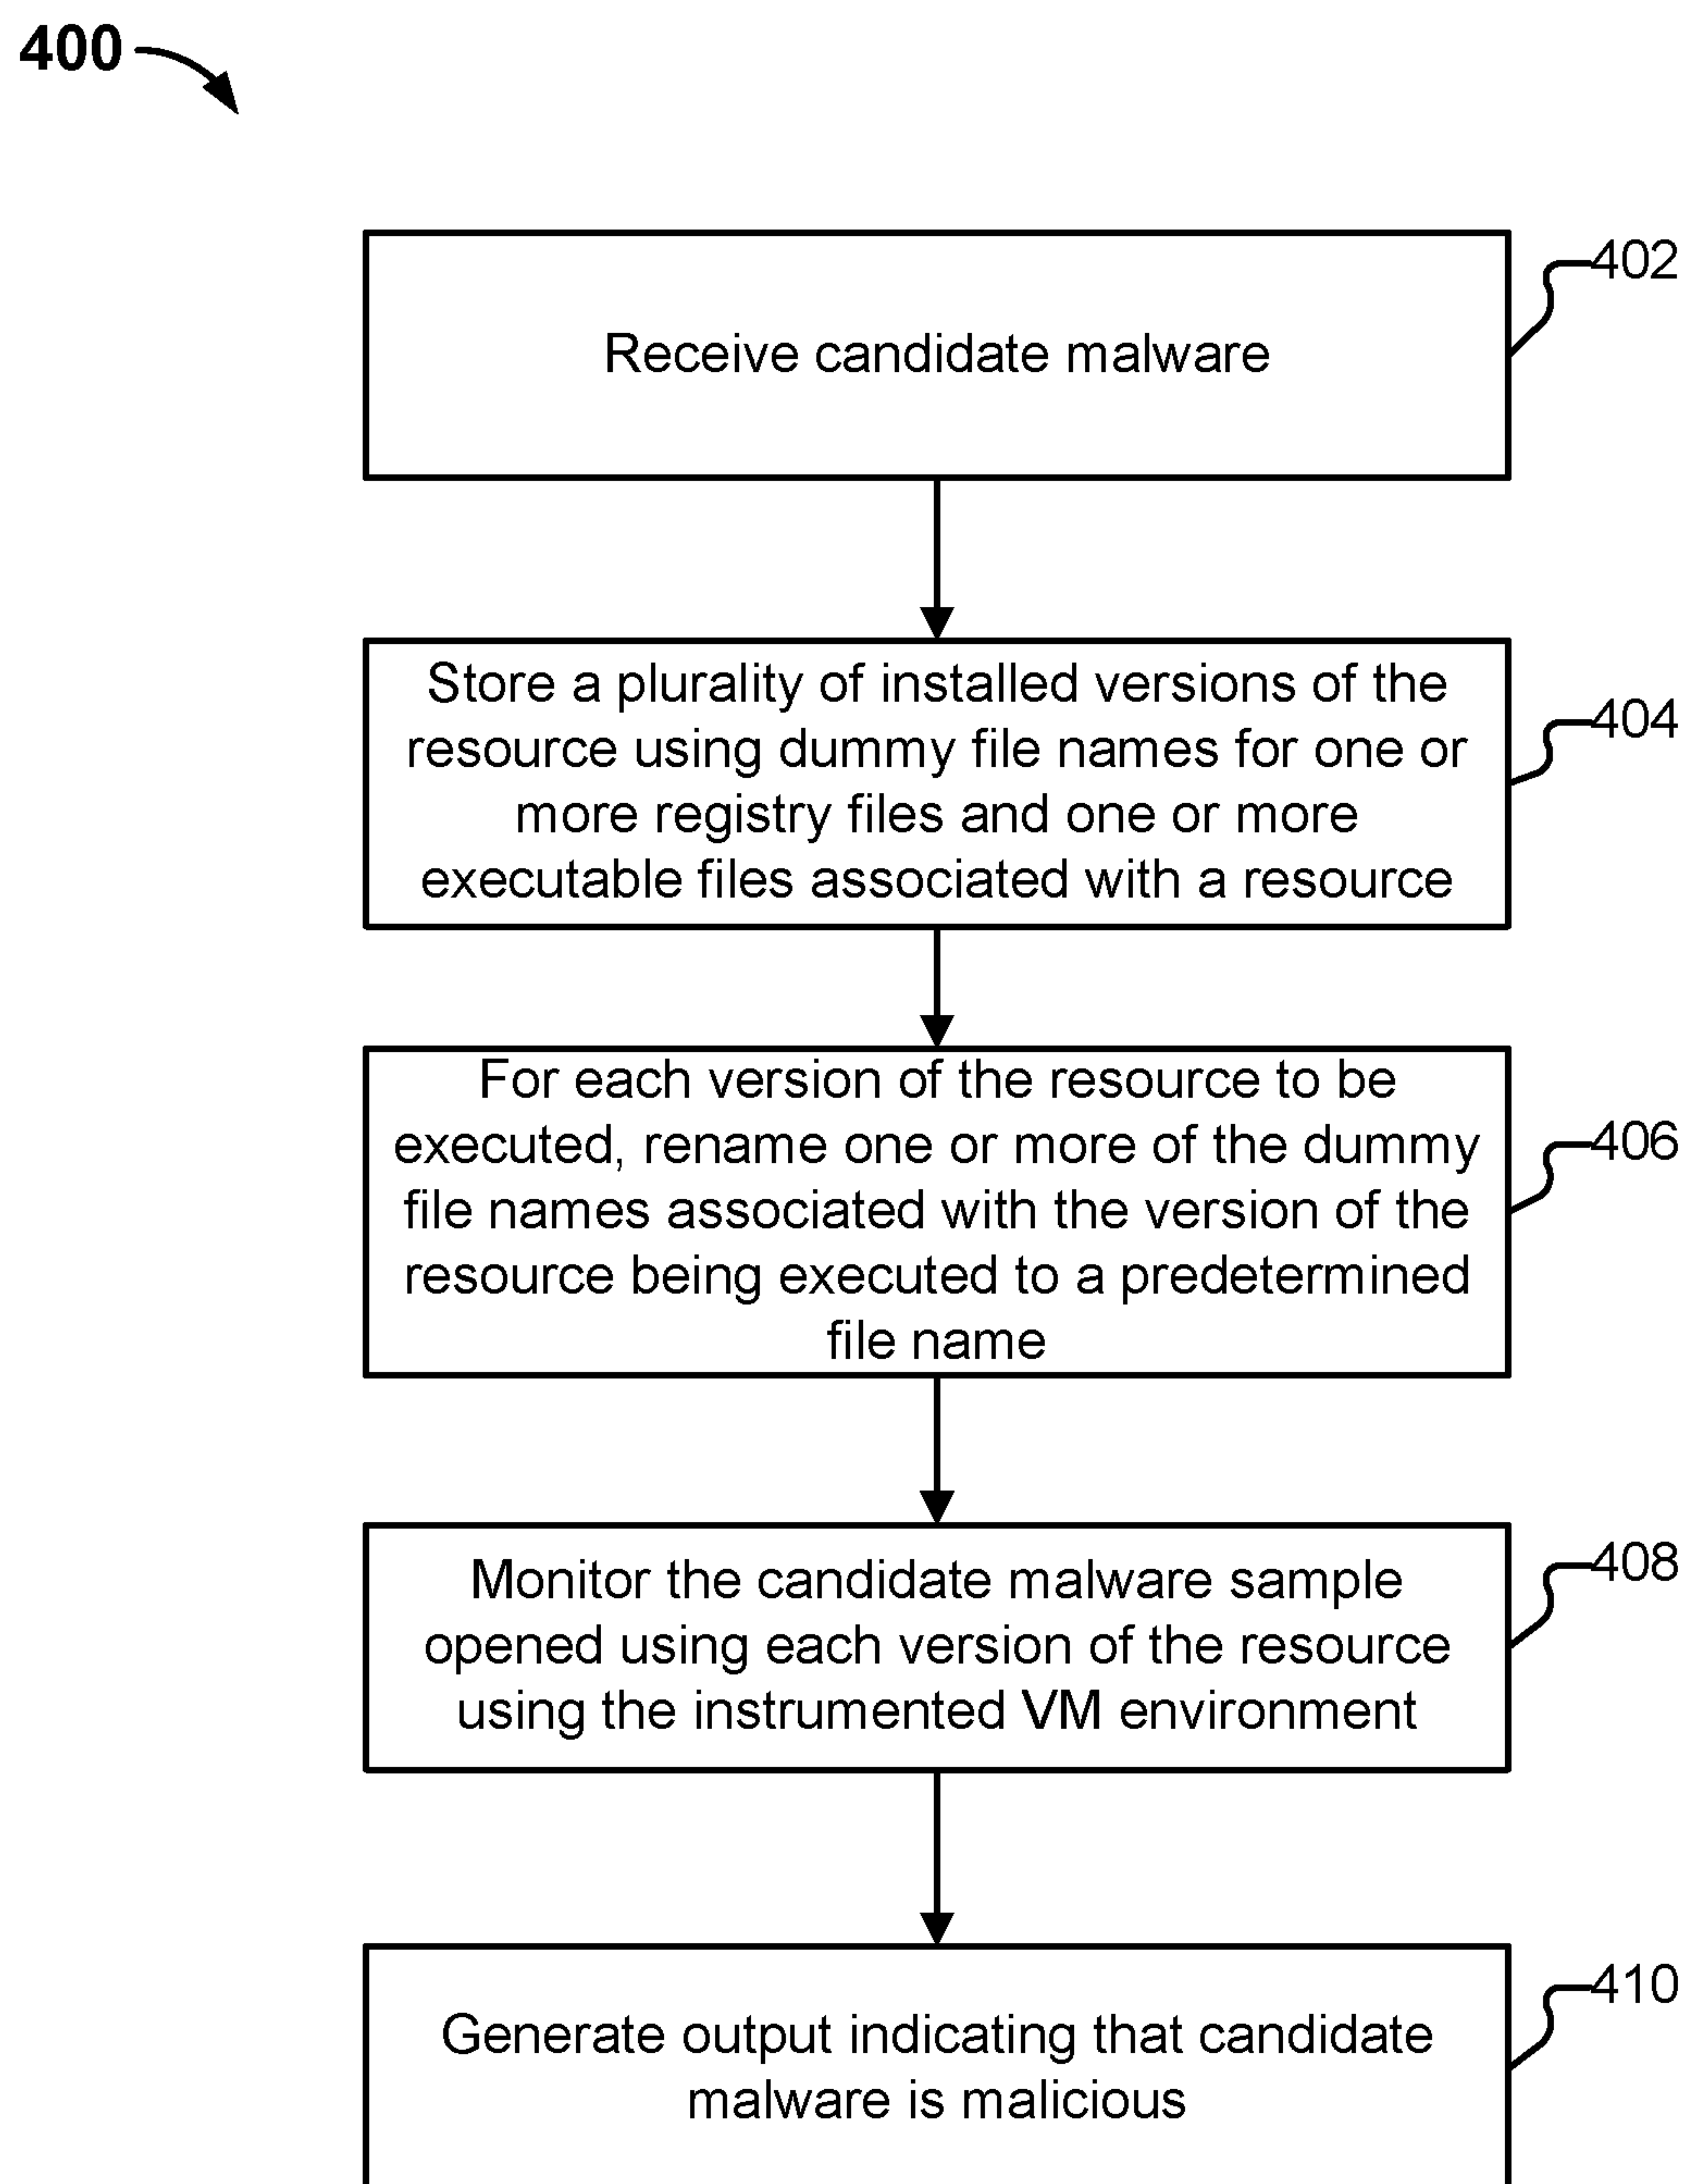 400
402
Receive candidate malware
404
Store a plurality of installed versions of the
resource using dummy file names for one or
more registry files and one or more
executable files associated with a resource
406
For each version of the resource to be
executed, rename one or more of the dummy
file names associated with the version of the
resource being executed to a predetermined
file name
408
Monitor the candidate malware sample
opened using each version of the resource
using the instrumented VM environment
410
Generate output indicating that candidate
malware is malicious